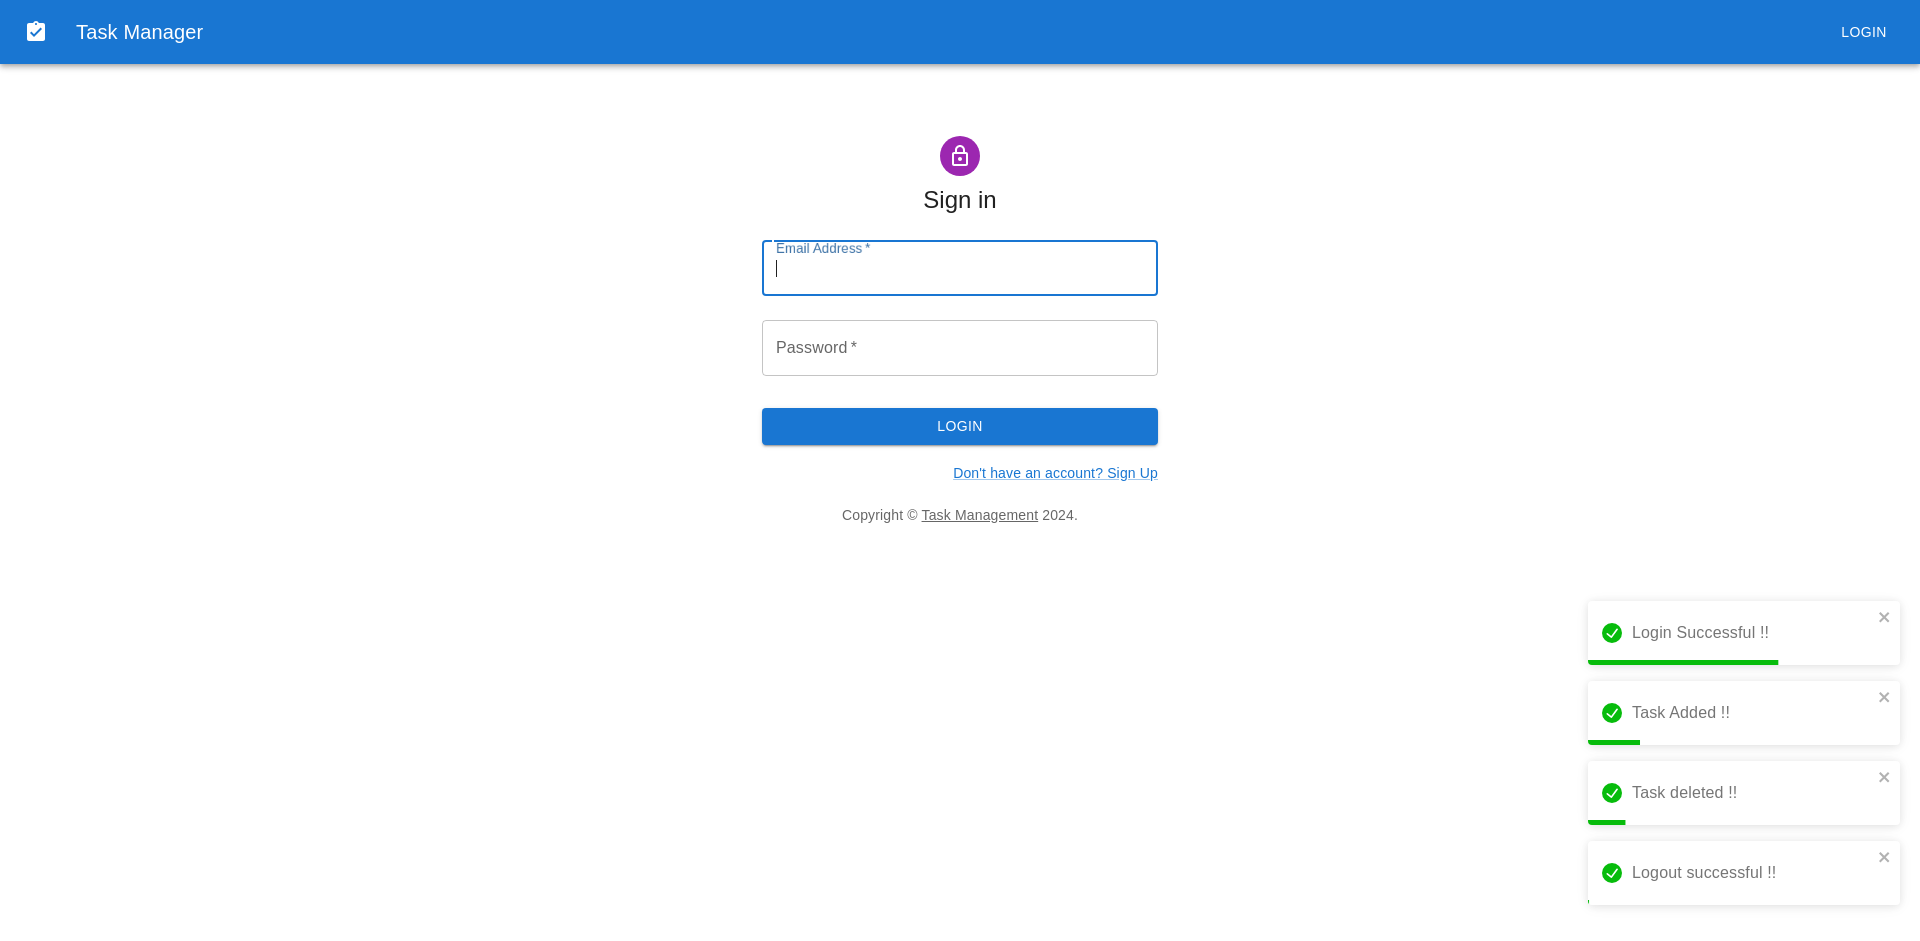 Task Manager
LOGIN
Sign in
Email Address *
Password *
LOGIN
Don't have an account? Sign Up
Copyright © Task Management 2024.
Login Successful !!
Task Added !!
Task deleted !!
Logout successful !!